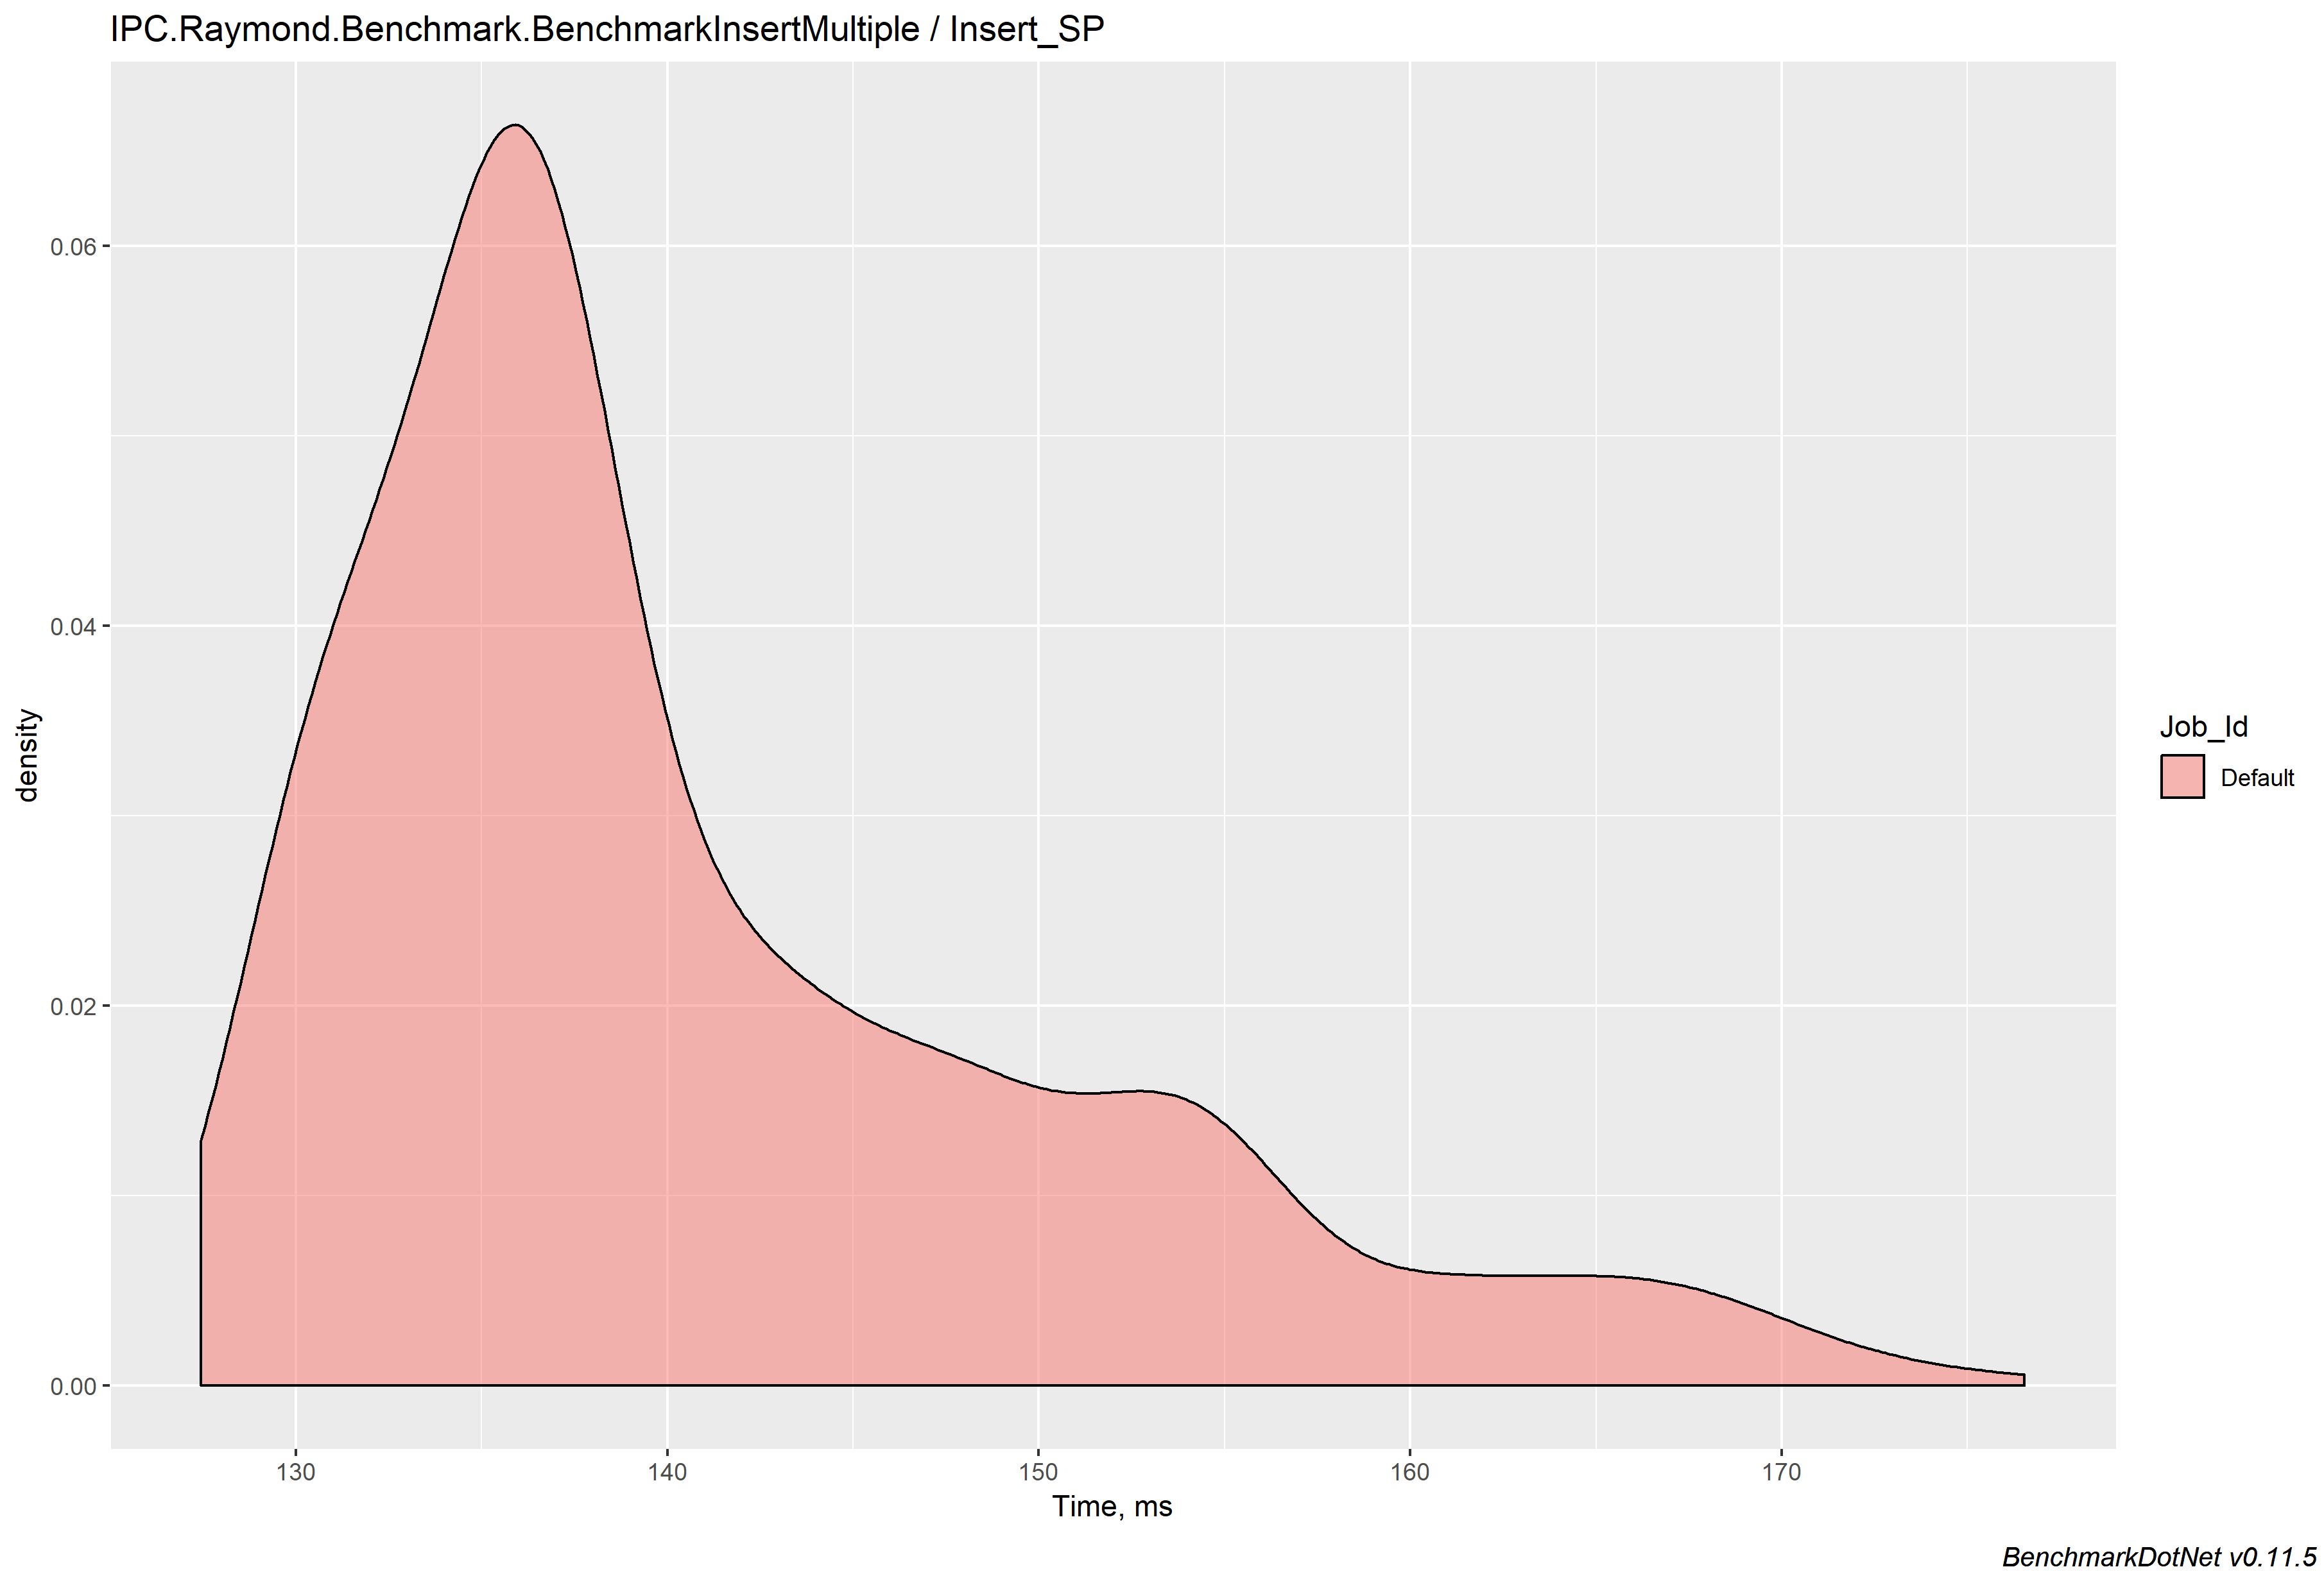 IPC.Raymond.Benchmark.BenchmarkInsertMultiple / Insert_SP
0.06
0.04
0.02
0.00
density
130 140 150 160 170
Time, ms
Job_Id
Default
BenchmarkDotNet v0.11.5